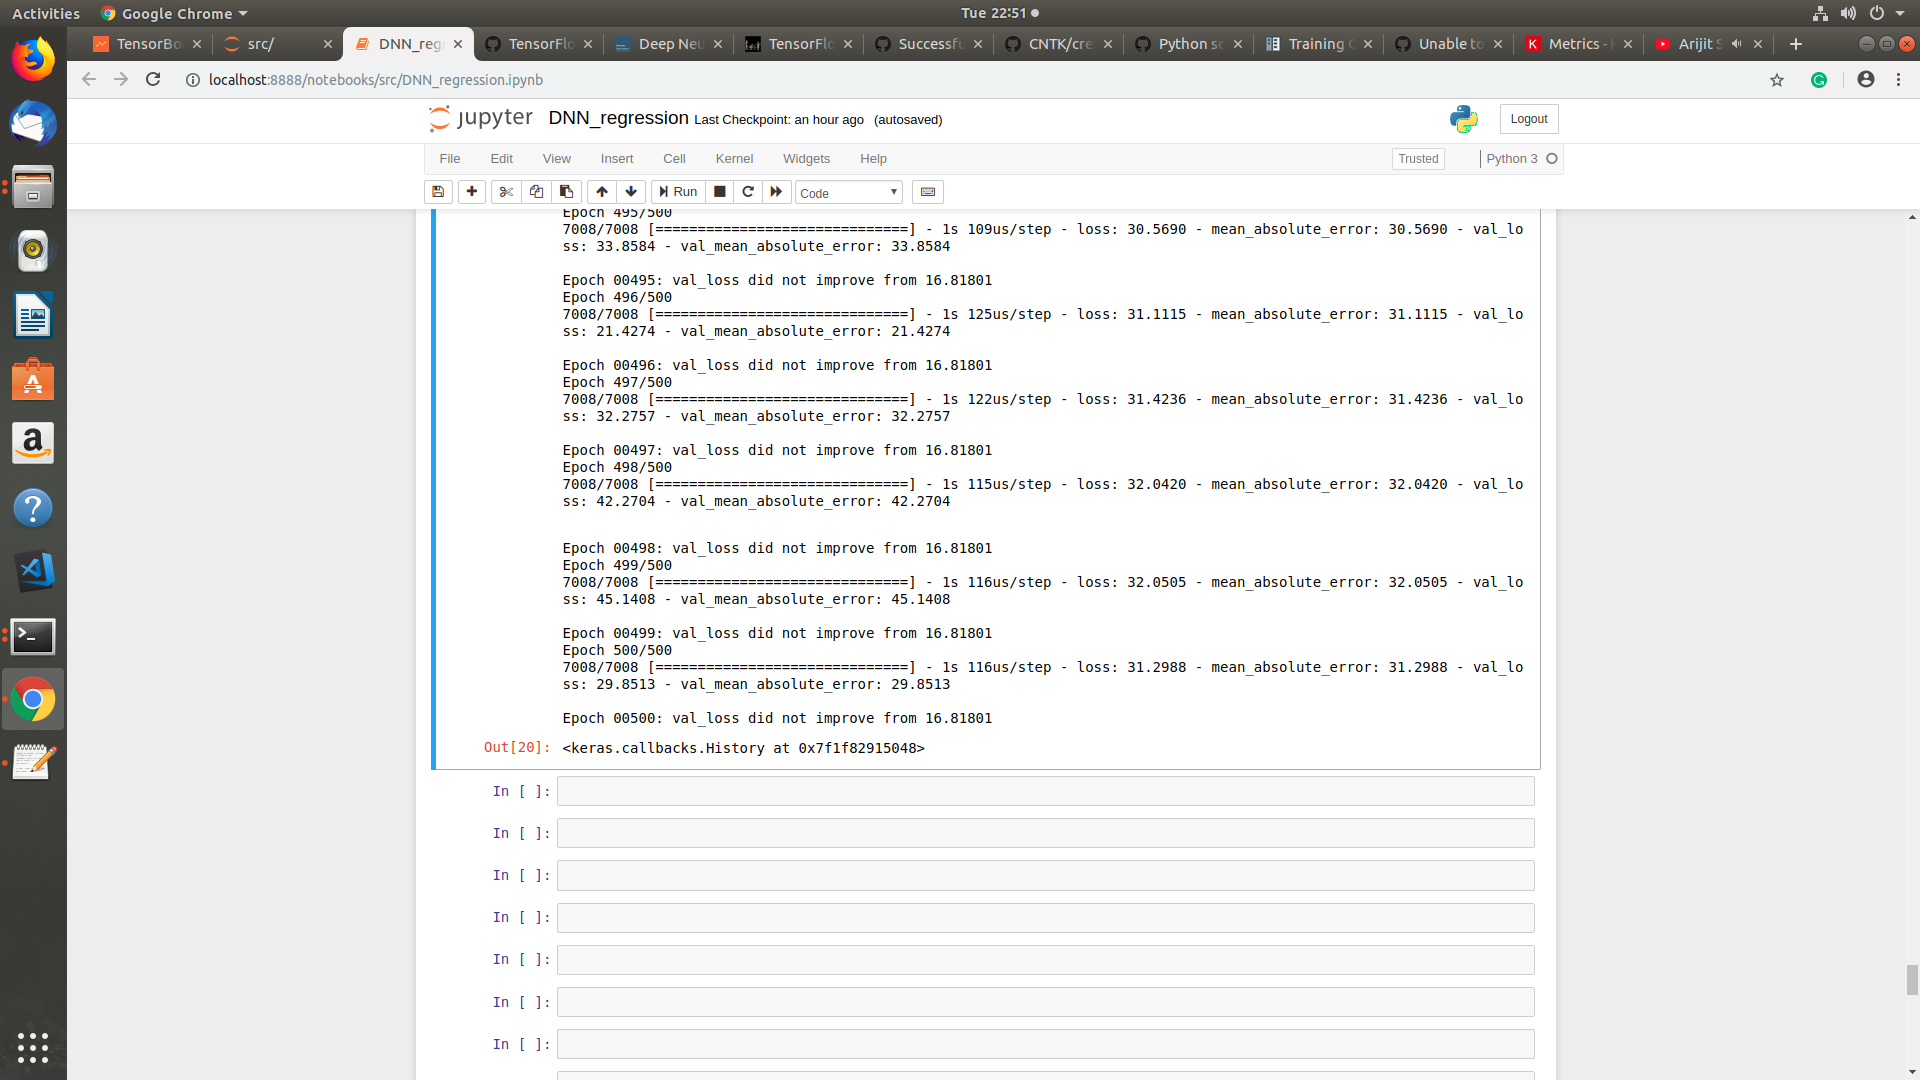 Activities
Google Chrome
Tue 22:51
TensorBo
src/
DNN_reg
TensorFlo
Deep Neu
TensorFlo
Successfu
CNTK/cre
Python sc
Training
Unable to
Metrics -
Arijit S
localhost:8888/notebooks/src/DNN_regression.ipynb
jupyter DNN_regression Last Checkpoint: an hour ago (autosaved)
Logout
File Edit View Insert Cell Kernel Widgets Help
Trusted
Python 3
Run
Code
Epoch 495/500
7008/7008 [==============================] - 1s 109us/step - loss: 30.5690 - mean_absolute_error: 30.5690 - val_lo
ss: 33.8584 - val_mean_absolute_error: 33.8584
Epoch 00495: val_loss did not improve from 16.81801
Epoch 496/500
7008/7008 [==============================] - 1s 125us/step - loss: 31.1115 - mean_absolute_error: 31.1115 - val_lo
ss: 21.4274 - val_mean_absolute_error: 21.4274
Epoch 00496: val_loss did not improve from 16.81801
Epoch 497/500
7008/7008 [==============================] - 1s 122us/step - loss: 31.4236 - mean_absolute_error: 31.4236 - val_lo
ss: 32.2757 - val_mean_absolute_error: 32.2757
Epoch 00497: val_loss did not improve from 16.81801
Epoch 498/500
7008/7008 [==============================] - 1s 115us/step - loss: 32.0420 - mean_absolute_error: 32.0420 - val_lo
ss: 42.2704 - val_mean_absolute_error: 42.2704
Epoch 00498: val_loss did not improve from 16.81801
Epoch 499/500
7008/7008 [==============================] - 1s 116us/step - loss: 32.0505 - mean_absolute_error: 32.0505 - val_lo
ss: 45.1408 - val_mean_absolute_error: 45.1408
Epoch 00499: val_loss did not improve from 16.81801
Epoch 500/500
7008/7008 [==============================] - 1s 116us/step - loss: 31.2988 - mean_absolute_error: 31.2988 - val_lo
ss: 29.8513 - val_mean_absolute_error: 29.8513
Epoch 00500: val_loss did not improve from 16.81801
Out[20]: <keras.callbacks.History at 0x7f1f82915048>
In [ ]:
In [ ]:
In [ ]:
In [ ]:
In [ ]:
In [ ]:
In [ ]: